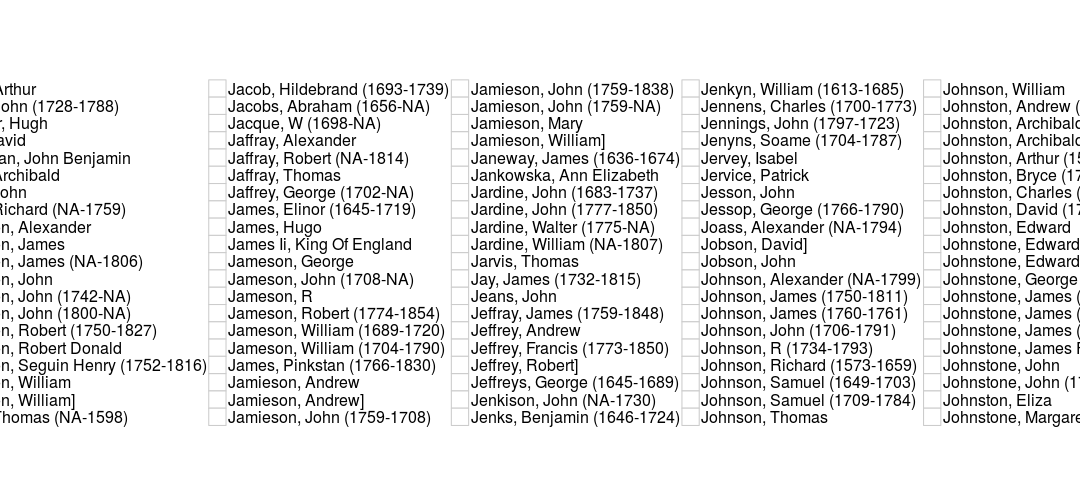 Arthur
John (1728-1788)
r, Hugh
David
an, John Benjamin
Archibald
John
Richard (NA-1759)
n, Alexander
n, James
n, James (NA-1806)
n, John
n, John (1742-NA)
n, John (1800-NA)
n, Robert (1750-1827)
n, Robert Donald
n, Seguin Henry (1752-1816)
n, William
n, William]
Thomas (NA-1598)
Jacob, Hildebrand (1693-1739)
Jacobs, Abraham (1656-NA)
Jacque, W (1698-NA)
Jaffray, Alexander
Jaffray, Robert (NA-1814)
Jaffray, Thomas
Jaffrey, George (1702-NA)
James, Elinor (1645-1719)
James, Hugo
James Ii, King Of England
Jameson, George
Jameson, John (1708-NA)
Jameson, R
Jameson, Robert (1774-1854)
Jameson, William (1689-1720)
Jameson, William (1704-1790)
James, Pinkstan (1766-1830)
Jamieson, Andrew
Jamieson, Andrew]
Jamieson, John (1759-1708)
Jamieson, John (1759-1838)
Jamieson, John (1759-NA)
Jamieson, Mary
Jamieson, William]
Janeway, James (1636-1674)
Jankowska, Ann Elizabeth
Jardine, John (1683-1737)
Jardine, John (1777-1850)
Jardine, Walter (1775-NA)
Jardine, William (NA-1807)
Jarvis, Thomas
Jay, James (1732-1815)
Jeans, John
Jeffray, James (1759-1848)
Jeffrey, Andrew
Jeffrey, Francis (1773-1850)
Jeffrey, Robert]
Jeffreys, George (1645-1689)
Jenkison, John (NA-1730)
Jenks, Benjamin (1646-1724)
Jenkyn, William (1613-1685)
Jennens, Charles (1700-1773)
Jennings, John (1797-1723)
Jenyns, Soame (1704-1787)
Jervey, Isabel
Jervice, Patrick
Jesson, John
Jessop, George (1766-1790)
Joass, Alexander (NA-1794)
Jobson, David]
Jobson, John
Johnson, Alexander (NA-1799)
Johnson, James (1750-1811)
Johnson, James (1760-1761)
Johnson, John (1706-1791)
Johnson, R (1734-1793)
Johnson, Richard (1573-1659)
Johnson, Samuel (1649-1703)
Johnson, Samuel (1709-1784)
Johnson, Thomas
Johnson, William
Johnston, Andrew (
Johnston, Archibald
Johnston, Archibald
Johnston, Arthur (15
Johnston, Bryce (17
Johnston, Charles (
Johnston, David (17
Johnston, Edward
Johnstone, Edward
Johnstone, Edward
Johnstone, George
Johnstone, James (
Johnstone, James (
Johnstone, James (
Johnstone, James F
Johnstone, John
Johnstone, John (17
Johnston, Eliza
Johnstone, Margare